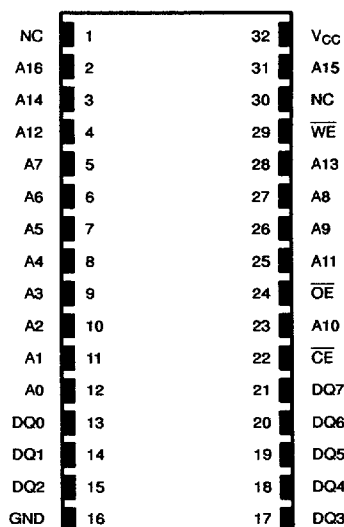 NC 1 32 VCC
A16 2 31 A15
A14 3 30 NC
A12 4 29 WE
A7 5 28 A13
A6 6 27 A8
A5 7 26 A9
A4 8 25 A11
A3 9 24 OE
A2 10 23 A10
A1 11 22 CE
A0 12 21 DQ7
DQ0 13 20 DQ6
DQ1 14 19 DQ5
DQ2 15 18 DQ4
GND 16 17 DQ3